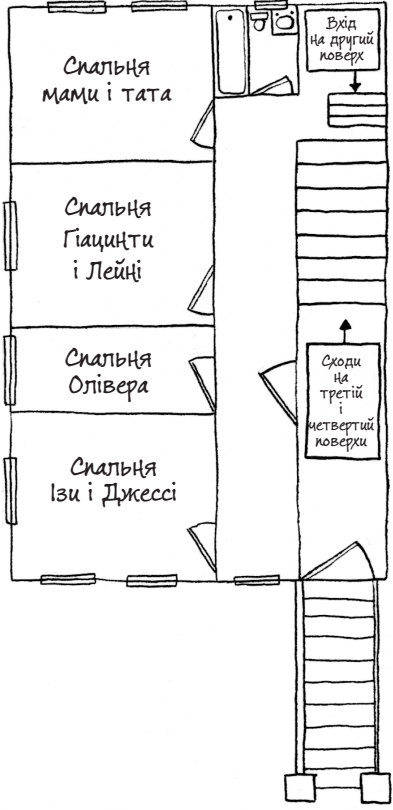 Спальня
мами і тата
Вхід
на другий
поверх
Спальня
Гіацинти
і Лейні
Спальня
Олівера
Сходи
на
третій
і
четвертий
поверхи
Спальня
Ізи і Джессі